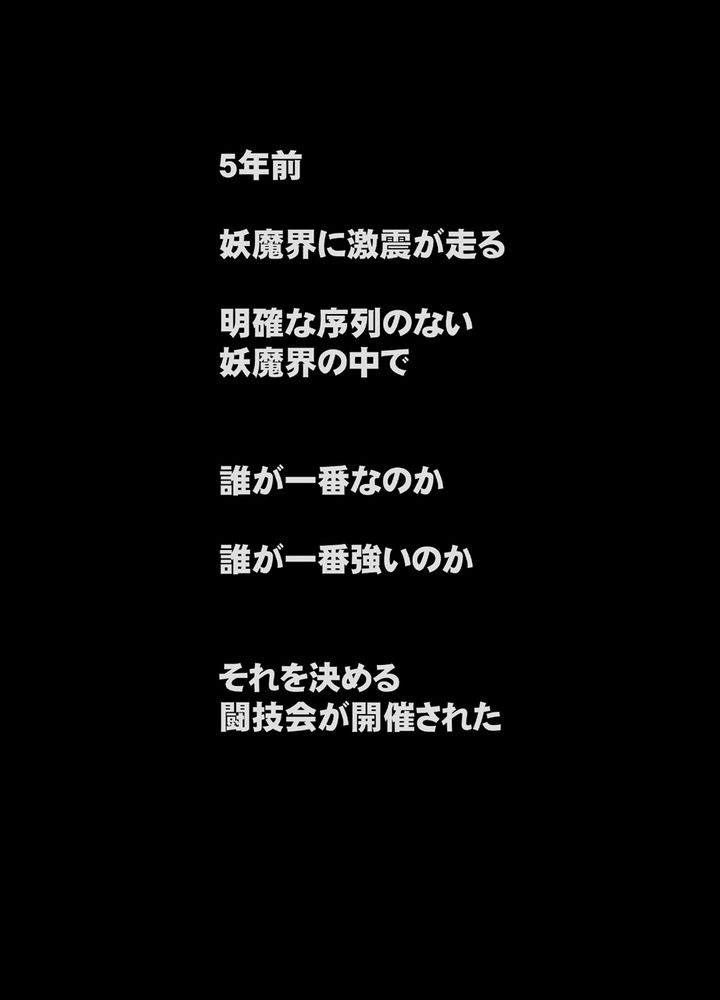 5年前
妖魔界に激震が走る
明確な序列のない
妖魔界の中で
誰が一番なのか
誰が一番強いのか
それを決める
闘技会が開催された